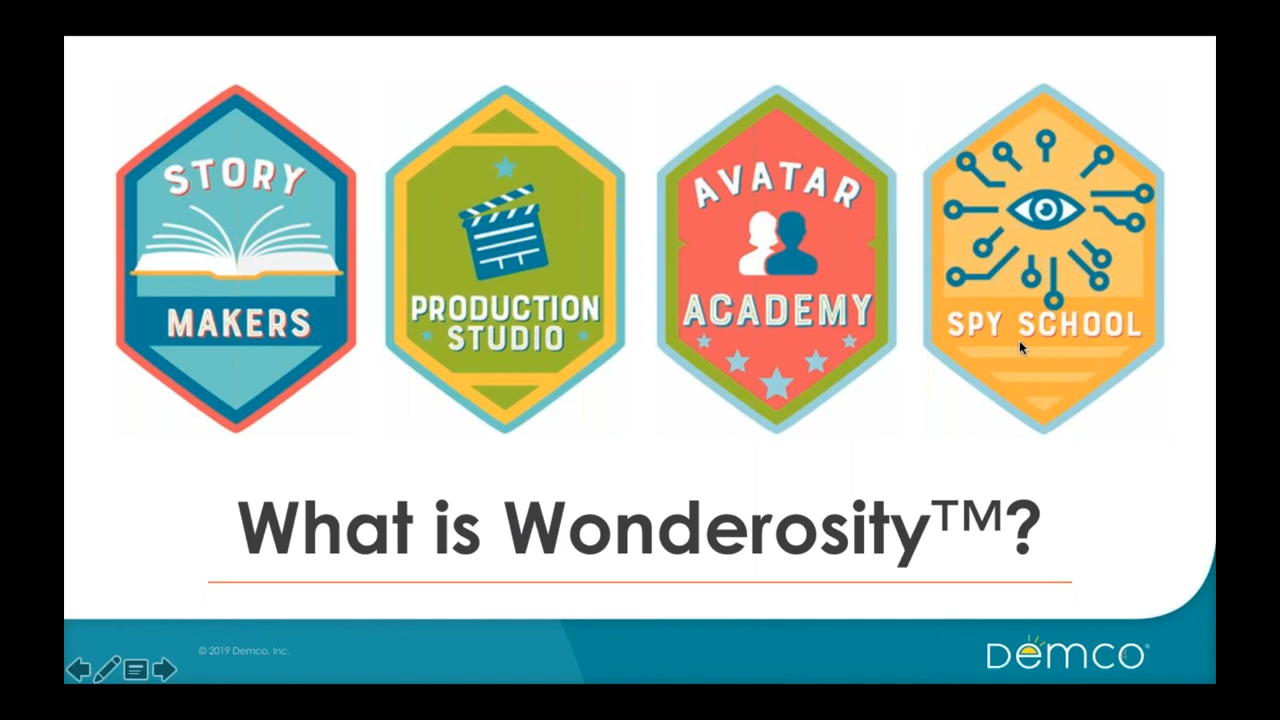 STORY
MAKERS
PRODUCTION
STUDIO
AVATAR
ACADEMY
SPY SCHOOL
What is Wonderosity™?
© 2019 Demco, Inc.
DEMCO®